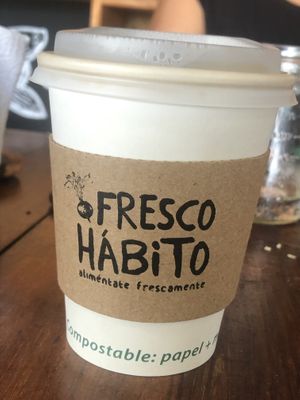 FRESCO
HÁBiTO
aliméntate frescamente
Compostable: papel +